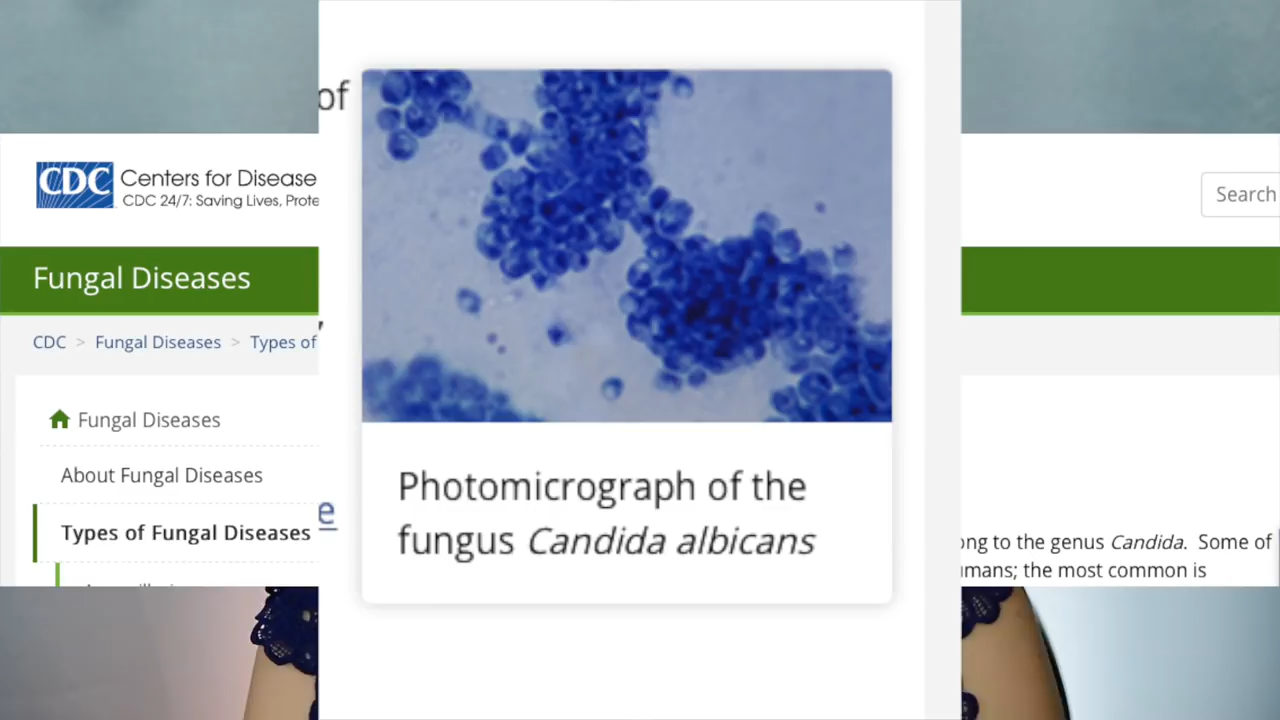 of
CDC Centers for Disease
CDC 24/7: Saving Lives, Prote
Search
Fungal Diseases
CDC > Fungal Diseases > Types of
Fungal Diseases
About Fungal Diseases
Types of Fungal Diseases
e
Photomicrograph of the
fungus Candida albicans
ong to the genus Candida. Some of
umans; the most common is